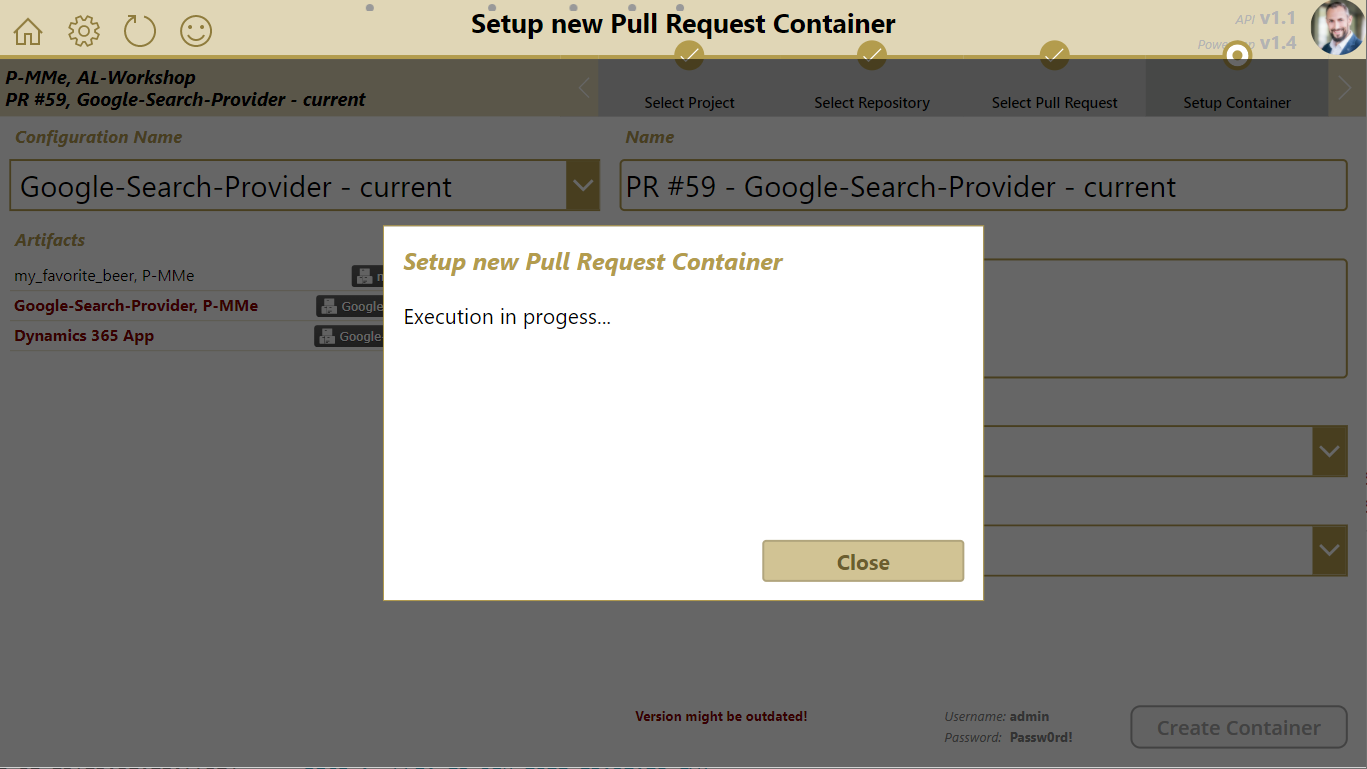 Setup new Pull Request Container
API v1.1
v1.4
P-MMe, AL-Workshop
PR #59, Google-Search-Provider - current
Select Project
Select Repository
Select Pull Request
Setup Container
Configuration Name
Name
Google-Search-Provider - current
PR #59 - Google-Search-Provider - current
Artifacts
my_favorite_beer, P-MMe
Google-Search-Provider, P-MMe
Google
Dynamics 365 App
Google
Setup new Pull Request Container
Execution in progess...
Close
Version might be outdated!
Username: admin
Password: Passw0rd!
Create Container